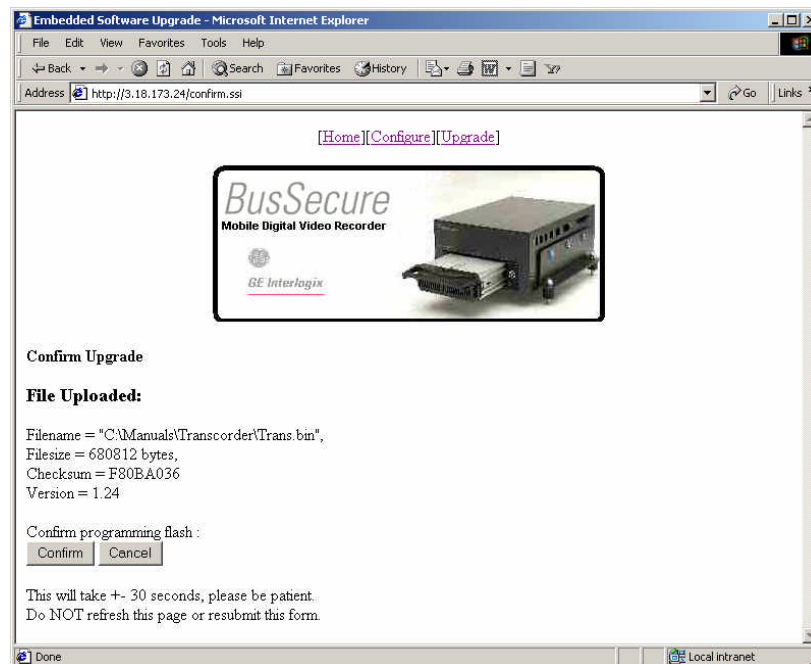 Embedded Software Upgrade - Microsoft Internet Explorer
File Edit View Favorites Tools Help
Back Search Favorites History
Address http://3.18.173.24/confirm.ssi Go Links
[Home][Configure][Upgrade]
BusSecure
Mobile Digital Video Recorder
GE Interlogix
Confirm Upgrade
File Uploaded:
Filename = "C:\Manuals\Transcorder\Trans.bin",
Filesize = 680812 bytes,
Checksum = F80BA036
Version = 1.24
Confirm programming flash :
Confirm Cancel
This will take +- 30 seconds, please be patient.
Do NOT refresh this page or resubmit this form.
Done Local intranet